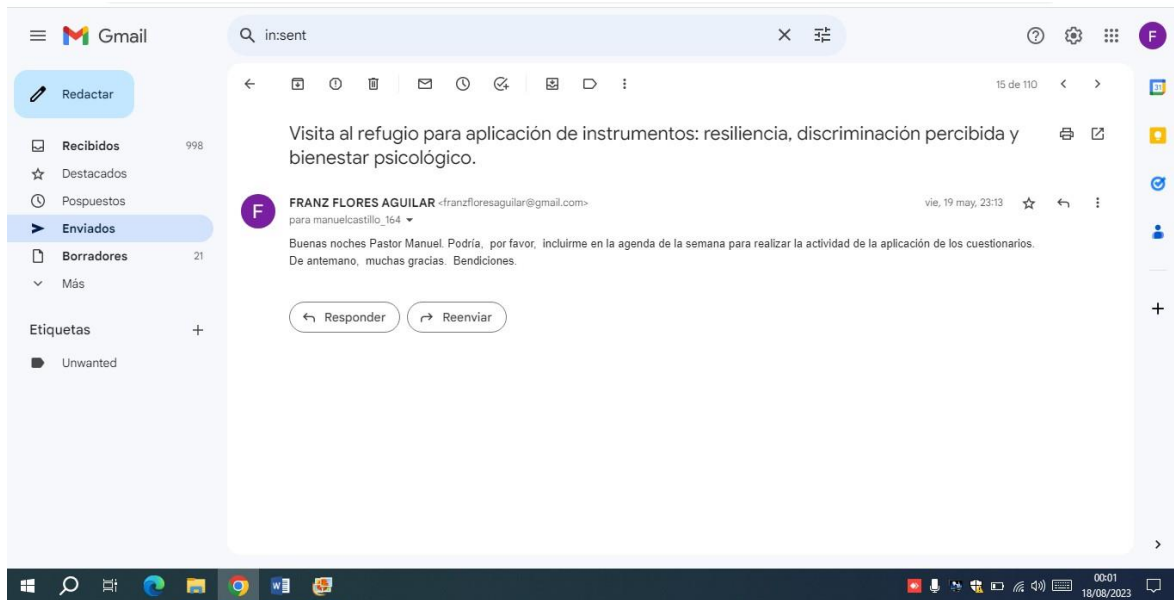 Gmail
in:sent
F
Redactar
15 de 110
31
Visita al refugio para aplicación de instrumentos: resiliencia, discriminación percibida y
bienestar psicológico.
Recibidos 998
Destacados
Pospuestos
Enviados
Borradores 21
Más
Etiquetas
Unwanted
F
FRANZ FLORES AGUILAR <franzfloresaguilar@gmail.com>
vie, 19 may, 23:13
para manuelcastillo_164
Buenas noches Pastor Manuel. Podría, por favor, incluirme en la agenda de la semana para realizar la actividad de la aplicación de los cuestionarios.
De antemano, muchas gracias. Bendiciones.
Responder
Reenviar
00:01
18/08/2023